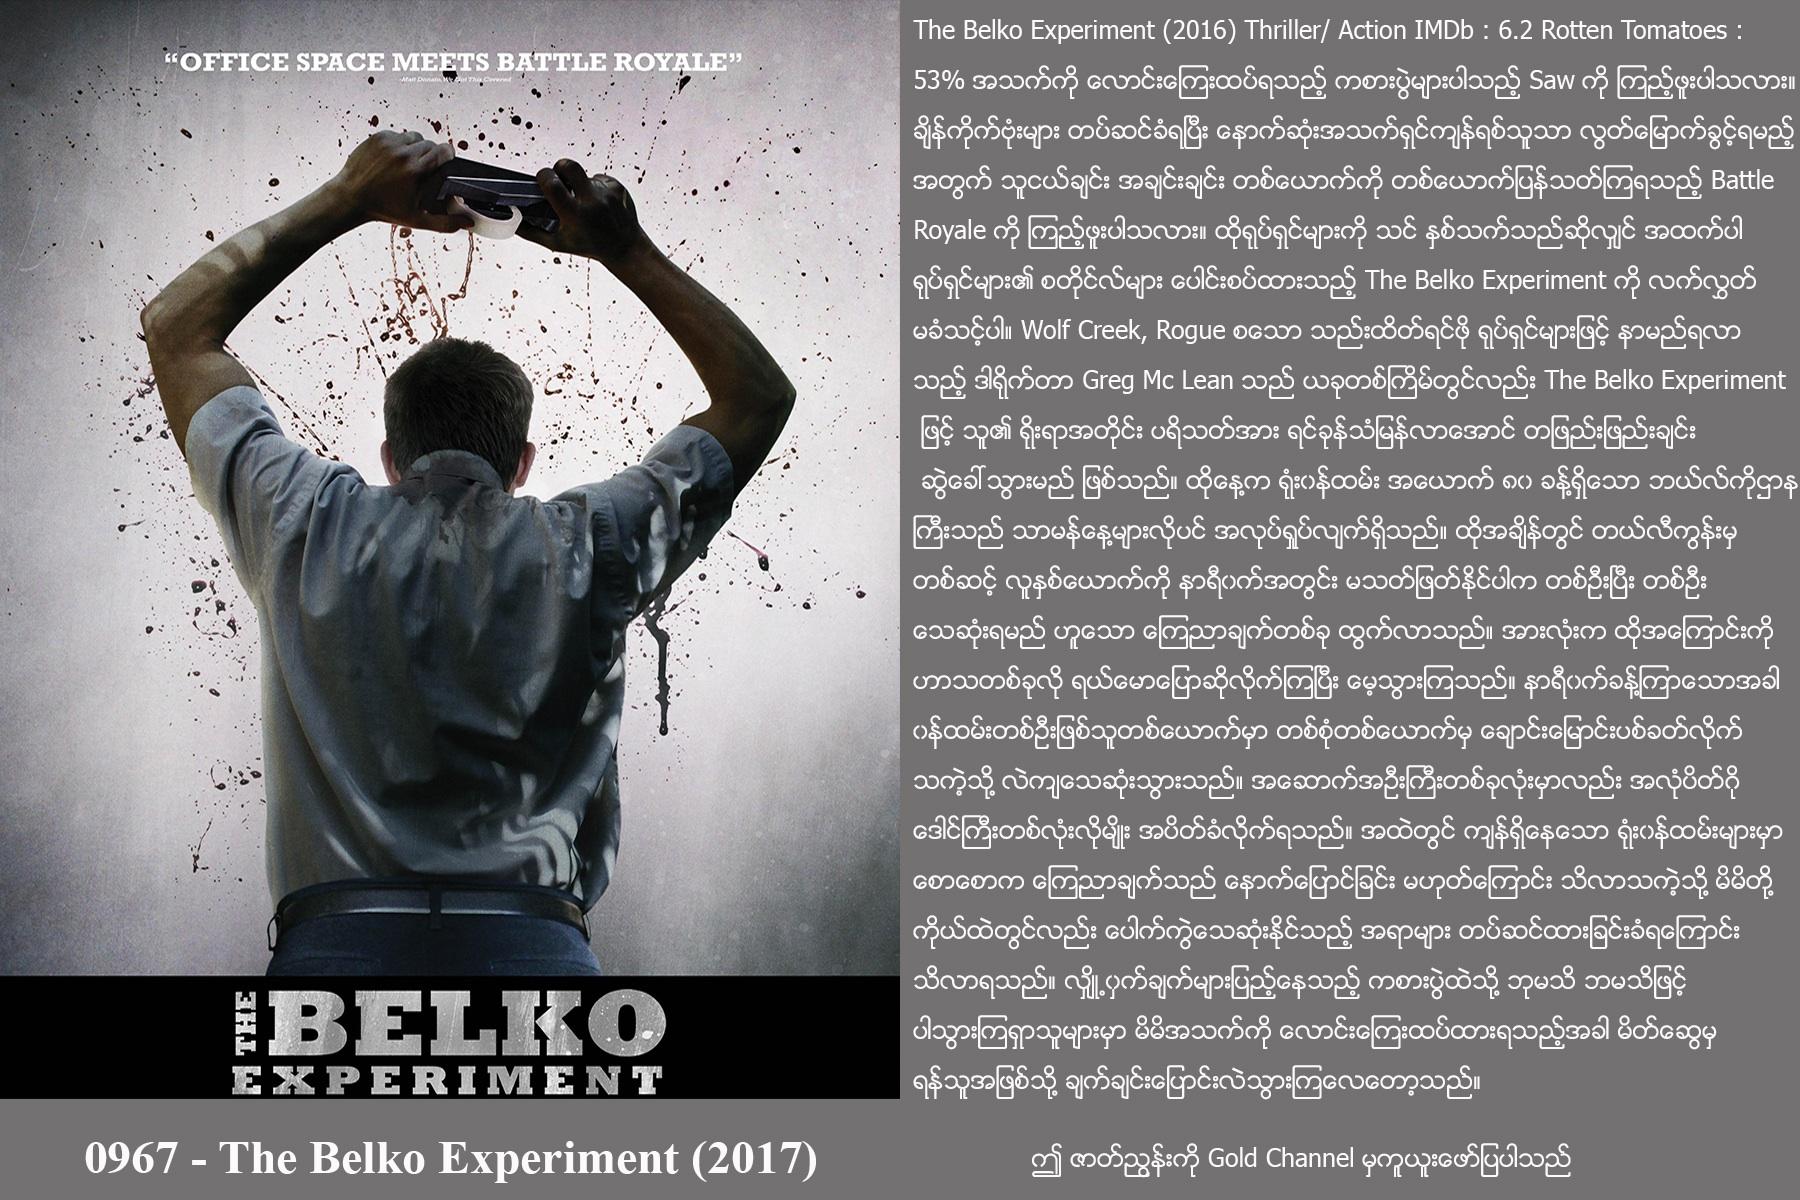 “OFFICE SPACE MEETS BATTLE ROYALE”
-Matt Donato, We Got This Covered
THE
BELKO
EXPERIMENT
0967 - The Belko Experiment (2017)
The Belko Experiment (2016) Thriller/ Action IMDb : 6.2 Rotten Tomatoes :
53% အသက်ကို လောင်းကြေးထပ်ရသည့် ကစားပွဲများပါသည့် Saw ကို ကြည့်ဖူးပါသလား။
ချိန်ကိုက်ဗုံးများ တပ်ဆင်ခံရပြီး နောက်ဆုံးအသက်ရှင်ကျန်ရစ်သူသာ လွတ်မြောက်ခွင့်ရမည့်
အတွက် သူငယ်ချင်း အချင်းချင်း တစ်ယောက်ကို တစ်ယောက်ပြန်သတ်ကြရသည့် Battle
Royale ကို ကြည့်ဖူးပါသလား။ ထိုရုပ်ရှင်များကို သင် နှစ်သက်သည်ဆိုလျှင် အထက်ပါ
ရုပ်ရှင်များ၏ စတိုင်လ်များ ပေါင်းစပ်ထားသည့် The Belko Experiment ကို လက်လွှတ်
မခံသင့်ပါ။ Wolf Creek, Rogue စသော သည်းထိတ်ရင်ဖို ရုပ်ရှင်များဖြင့် နာမည်ရလာ
သည့် ဒါရိုက်တာ Greg Mc Lean သည် ယခုတစ်ကြိမ်တွင်လည်း The Belko Experiment
ဖြင့် သူ၏ ရိုးရာအတိုင်း ပရိသတ်အား ရင်ခုန်သံမြန်လာအောင် တဖြည်းဖြည်းချင်း
ဆွဲခေါ်သွားမည် ဖြစ်သည်။ ထိုနေ့က ရုံး၀န်ထမ်း အယောက် ၈၀ ခန့်ရှိသော ဘယ်လ်ကိုဌာန
ကြီးသည် သာမန်နေ့များလိုပင် အလုပ်ရှုပ်လျက်ရှိသည်။ ထိုအချိန်တွင် တယ်လီကွန်းမှ
တစ်ဆင့် လူနှစ်ယောက်ကို နာရီ၀က်အတွင်း မသတ်ဖြတ်နိုင်ပါက တစ်ဦးပြီး တစ်ဦး
သေဆုံးရမည် ဟူသော ကြေညာချက်တစ်ခု ထွက်လာသည်။ အားလုံးက ထိုအကြောင်းကို
ဟာသတစ်ခုလို ရယ်မောပြောဆိုလိုက်ကြပြီး မေ့သွားကြသည်။ နာရီ၀က်ခန့်ကြာသောအခါ
၀န်ထမ်းတစ်ဦးဖြစ်သူတစ်ယောက်မှာ တစ်စုံတစ်ယောက်မှ ချောင်းမြောင်းပစ်ခတ်လိုက်
သကဲ့သို့ လဲကျသေဆုံးသွားသည်။ အဆောက်အဦးကြီးတစ်ခုလုံးမှာလည်း အလုံပိတ်ဂို
ဒေါင်ကြီးတစ်လုံးလိုမျိုး အပိတ်ခံလိုက်ရသည်။ အထဲတွင် ကျန်ရှိနေသော ရုံး၀န်ထမ်းများမှာ
စောစောက ကြေညာချက်သည် နောက်ပြောင်ခြင်း မဟုတ်ကြောင်း သိလာသကဲ့သို့ မိမိတို့
ကိုယ်ထဲတွင်လည်း ပေါက်ကွဲသေဆုံးနိုင်သည့် အရာများ တပ်ဆင်ထားခြင်းခံရကြောင်း
သိလာရသည်။ လျှို့၀ှက်ချက်များပြည့်နေသည့် ကစားပွဲထဲသို့ ဘုမသိ ဘမသိဖြင့်
ပါသွားကြရှာသူများမှာ မိမိအသက်ကို လောင်းကြေးထပ်ထားရသည့်အခါ မိတ်ဆွေမှ
ရန်သူအဖြစ်သို့ ချက်ချင်းပြောင်းလဲသွားကြလေတော့သည်။
ဤ ဇာတ်ညွှန်းကို Gold Channel မှကူယူးဖော်ပြပါသည်